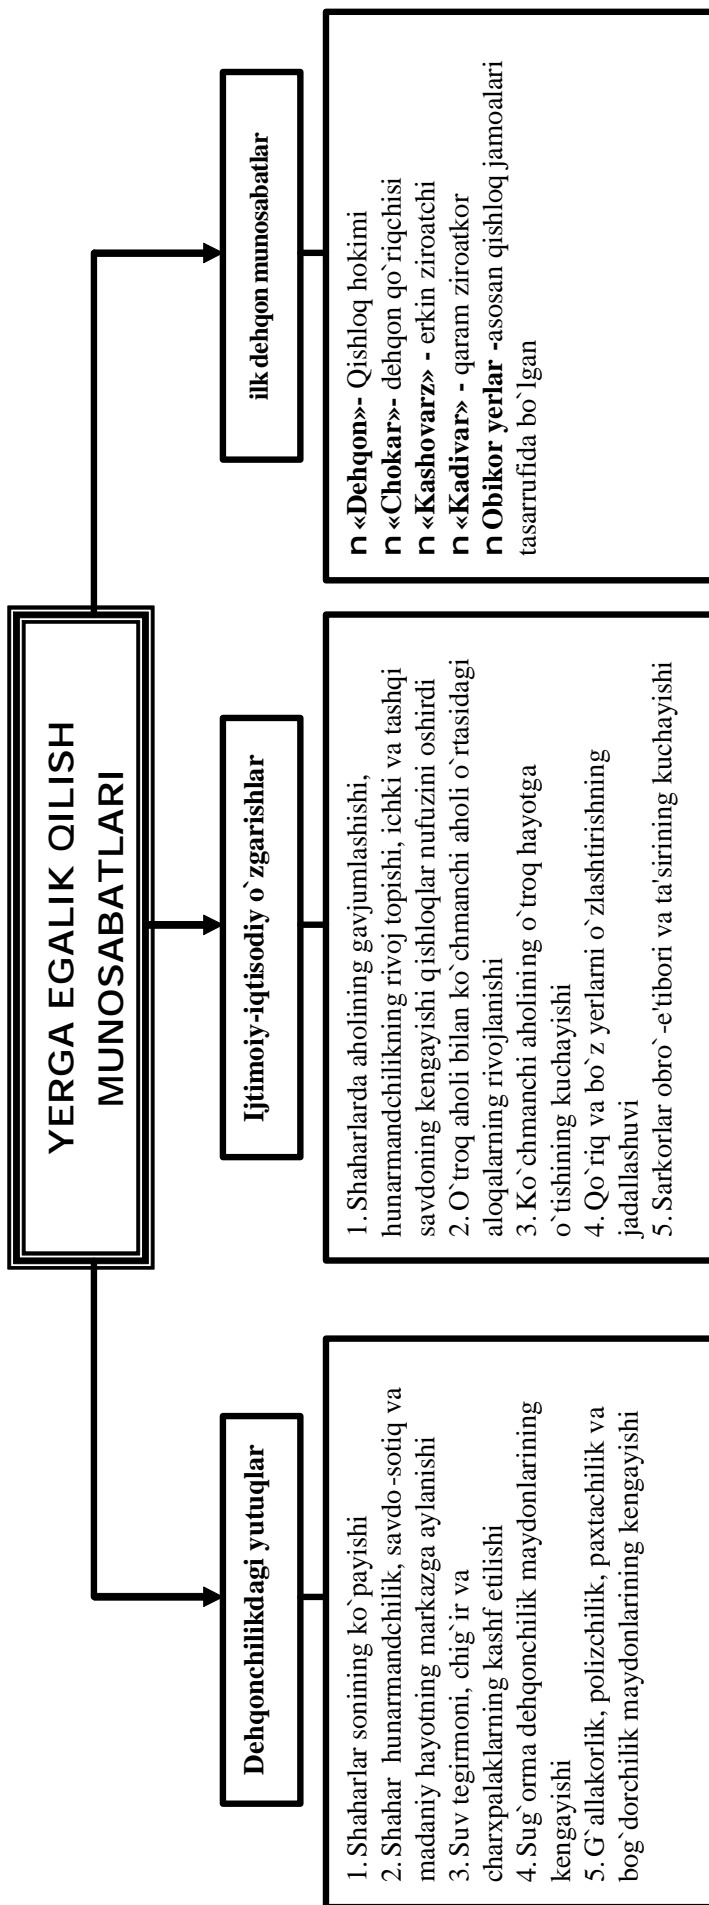 YERGA EGALIK QILISH
MUNOSABATLARI
Dehqonchilikdagi yutuqlar
1. Shaharlar sonining ko`payishi
2. Shahar hunarmandchilik, savdo-sotiq va
madaniy hayotning markazga aylanishi
3. Suv tegirmoni, chig`ir va
charxpalaklarning kashf etilishi
4. Sug`orma dehqonchilik maydonlarining
kengayishi
5. G`allakorlik, polizchilik, paxtachilik va
bog`dorchilik maydonlarining kengayishi
Ijtimoiy-iqtisodiy o`zgarishlar
1. Shaharlarda aholining gavjumlashishi,
hunarmandchilikning rivoj topishi, ichki va tashqi
savdoning kengayishi qishloqlar nufuzini oshirdi
2. O`troq aholi bilan ko`chmanchi aholi o`rtasidagi
aloqalarning rivojlanishi
3. Ko`chmanchi aholining o`troq hayotga
o`tishining kuchayishi
4. Qo`riq va bo`z yerlarni o`zlashtirishning
jadallashuvi
5. Sarkorlar obro`-e'tibori va ta'sirining kuchayishi
ilk dehqon munosabatlar
n «Dehqon»- Qishloq hokimi
n «Chokar»- dehqon qo`riqchisi
n «Kashovarz» - erkin ziroatchi
n «Kadivar» - qaram ziroatkor
n Obikor yerlar -asosan qishloq jamoalari
tasarrufida bo`lgan